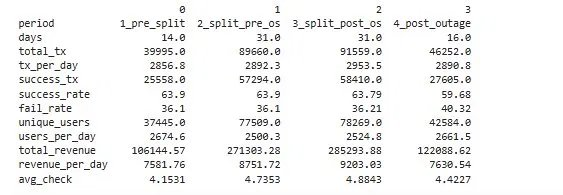 0 1 2 3
period 1_pre_split 2_split_pre_os 3_split_post_os 4_post_outage
days 14.0 31.0 31.0 16.0
total_tx 39995.0 89660.0 91559.0 46252.0
tx_per_day 2856.8 2892.3 2953.5 2890.8
success_tx 25558.0 57294.0 58410.0 27605.0
success_rate 63.9 63.9 63.79 59.68
fail_rate 36.1 36.1 36.21 40.32
unique_users 37445.0 77509.0 78269.0 42584.0
users_per_day 2674.6 2500.3 2524.8 2661.5
total_revenue 106144.57 271303.28 285293.88 122088.62
revenue_per_day 7581.76 8751.72 9203.03 7630.54
avg_check 4.1531 4.7353 4.8843 4.4227